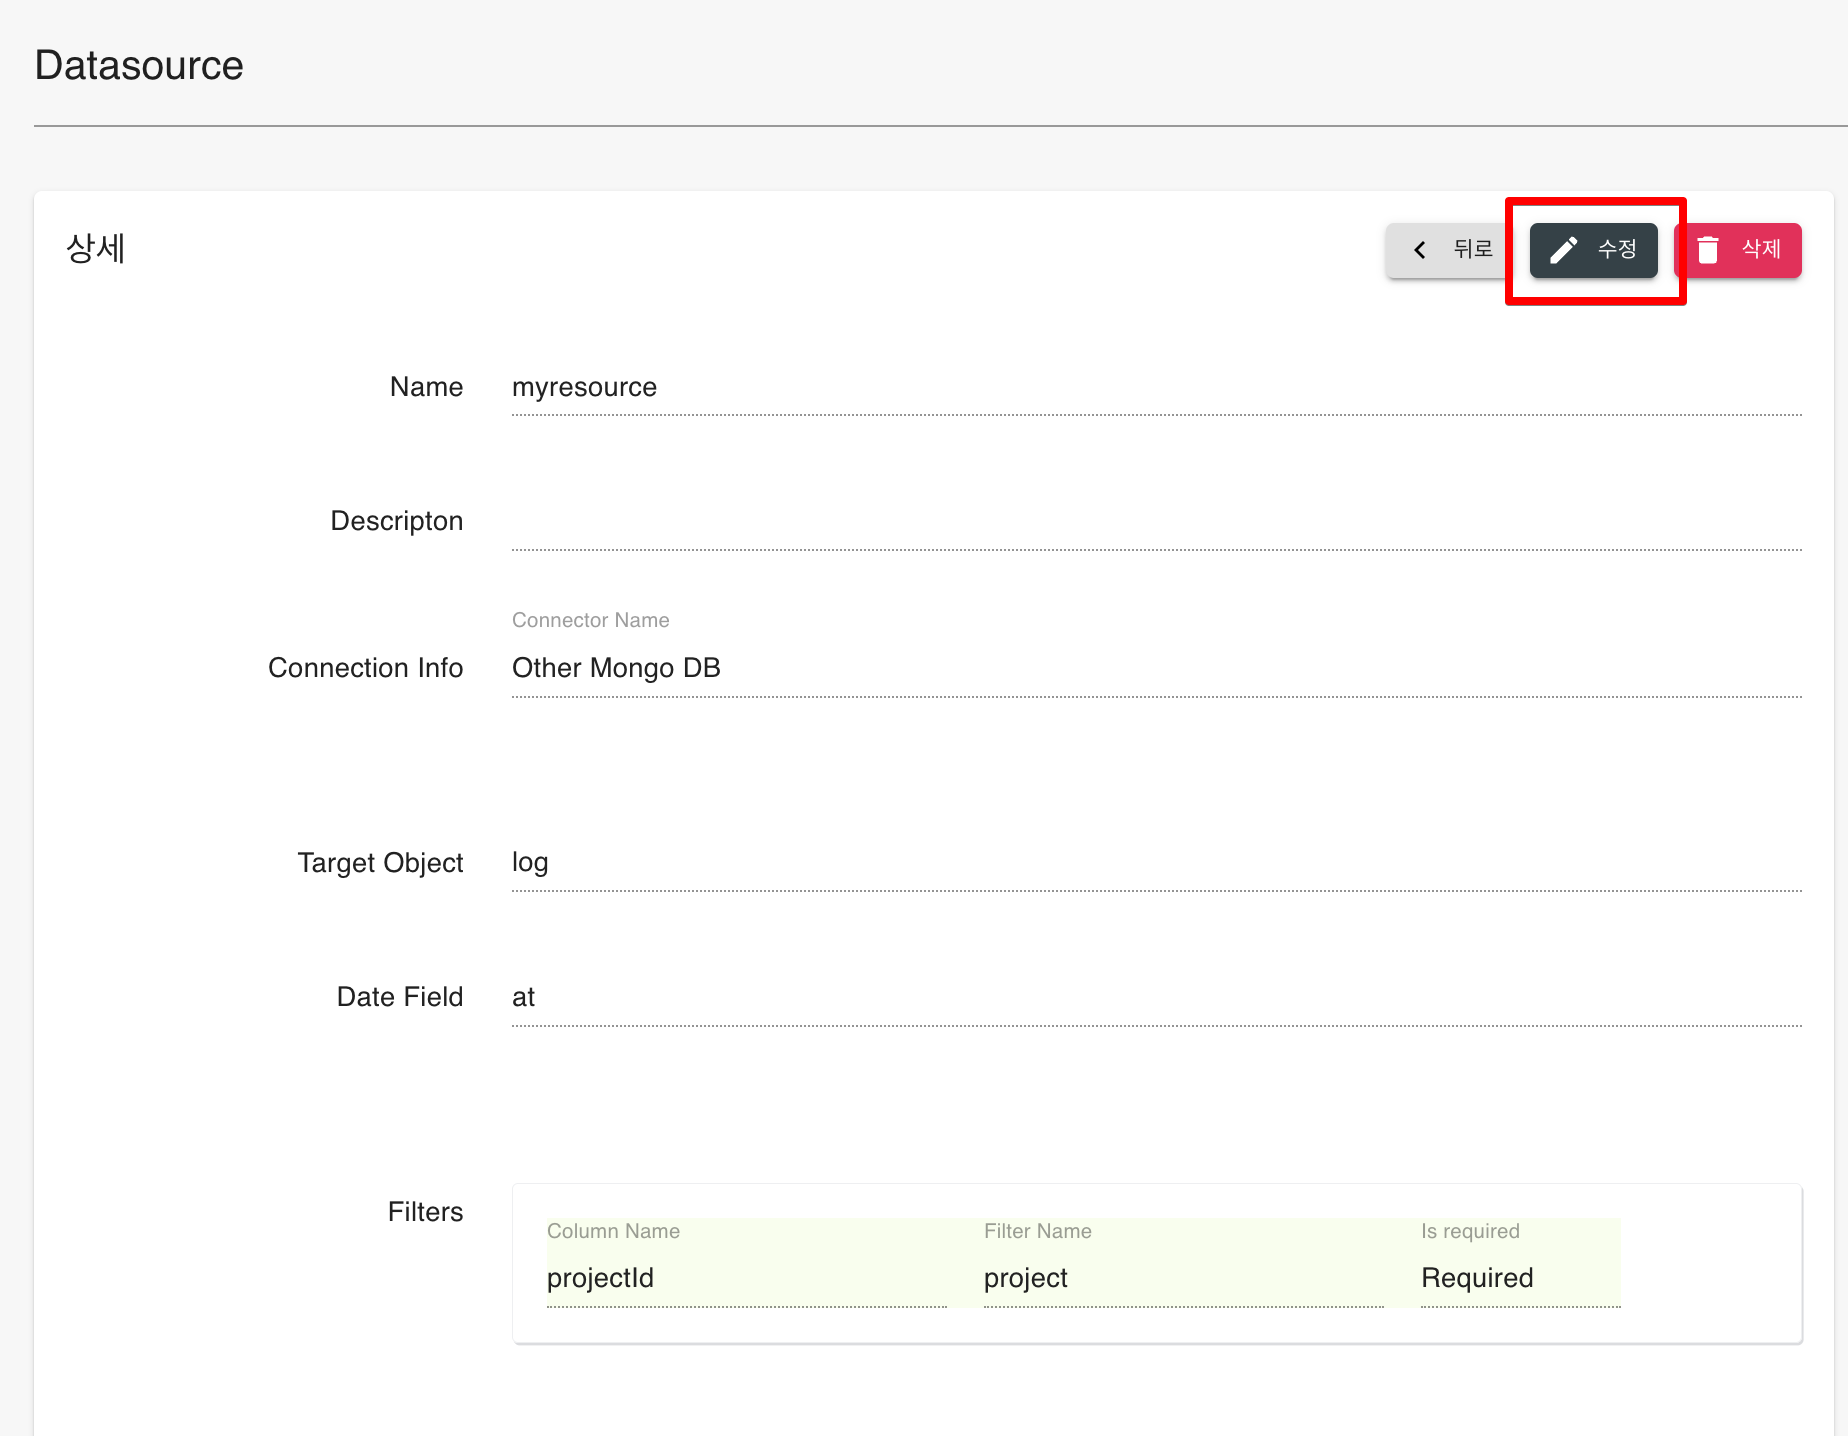 Datasource
상세
뒤로
수정
삭제
Name
myresource
Descripton
Connector Name
Connection Info
Other Mongo DB
Target Object
log
Date Field
at
Filters
Column Name Filter Name Is required
projectId project Required